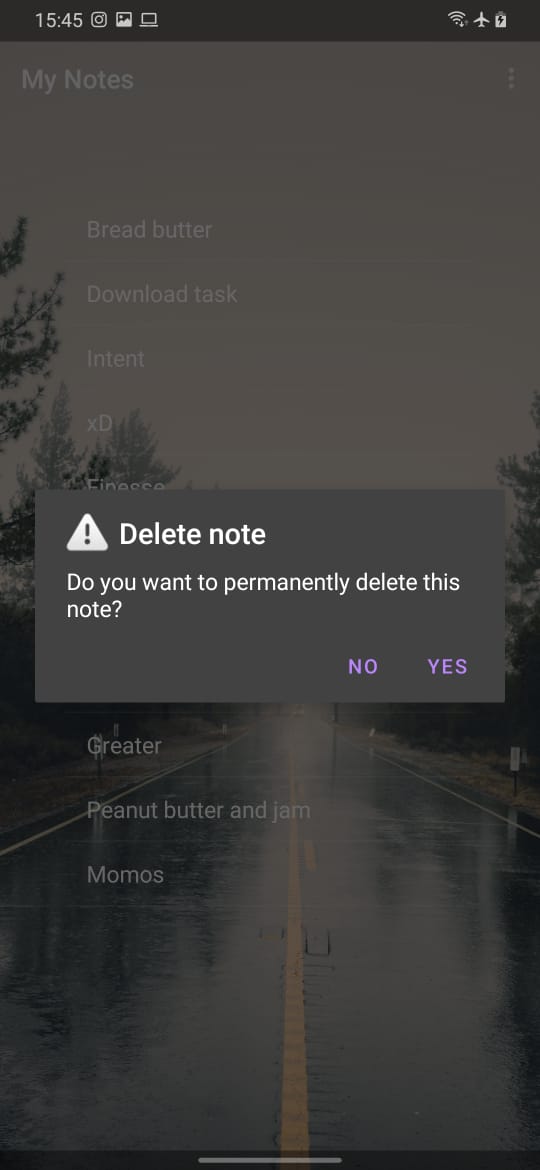 15:45
My Notes
Bread butter
Download task
Intent
xD
Finesse
Delete note
Do you want to permanently delete this
note?
NO YES
Greater
Peanut butter and jam
Momos